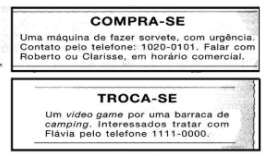 COMPRA-SE
Uma máquina de fazer sorvete, com urgência.
Contato pelo telefone: 1020-0101. Falar com
Roberto ou Clarisse, em horário comercial.
TROCA-SE
Um video game por uma barraca de
camping. Interessados tratar com
Flávia pelo telefone 1111-0000.